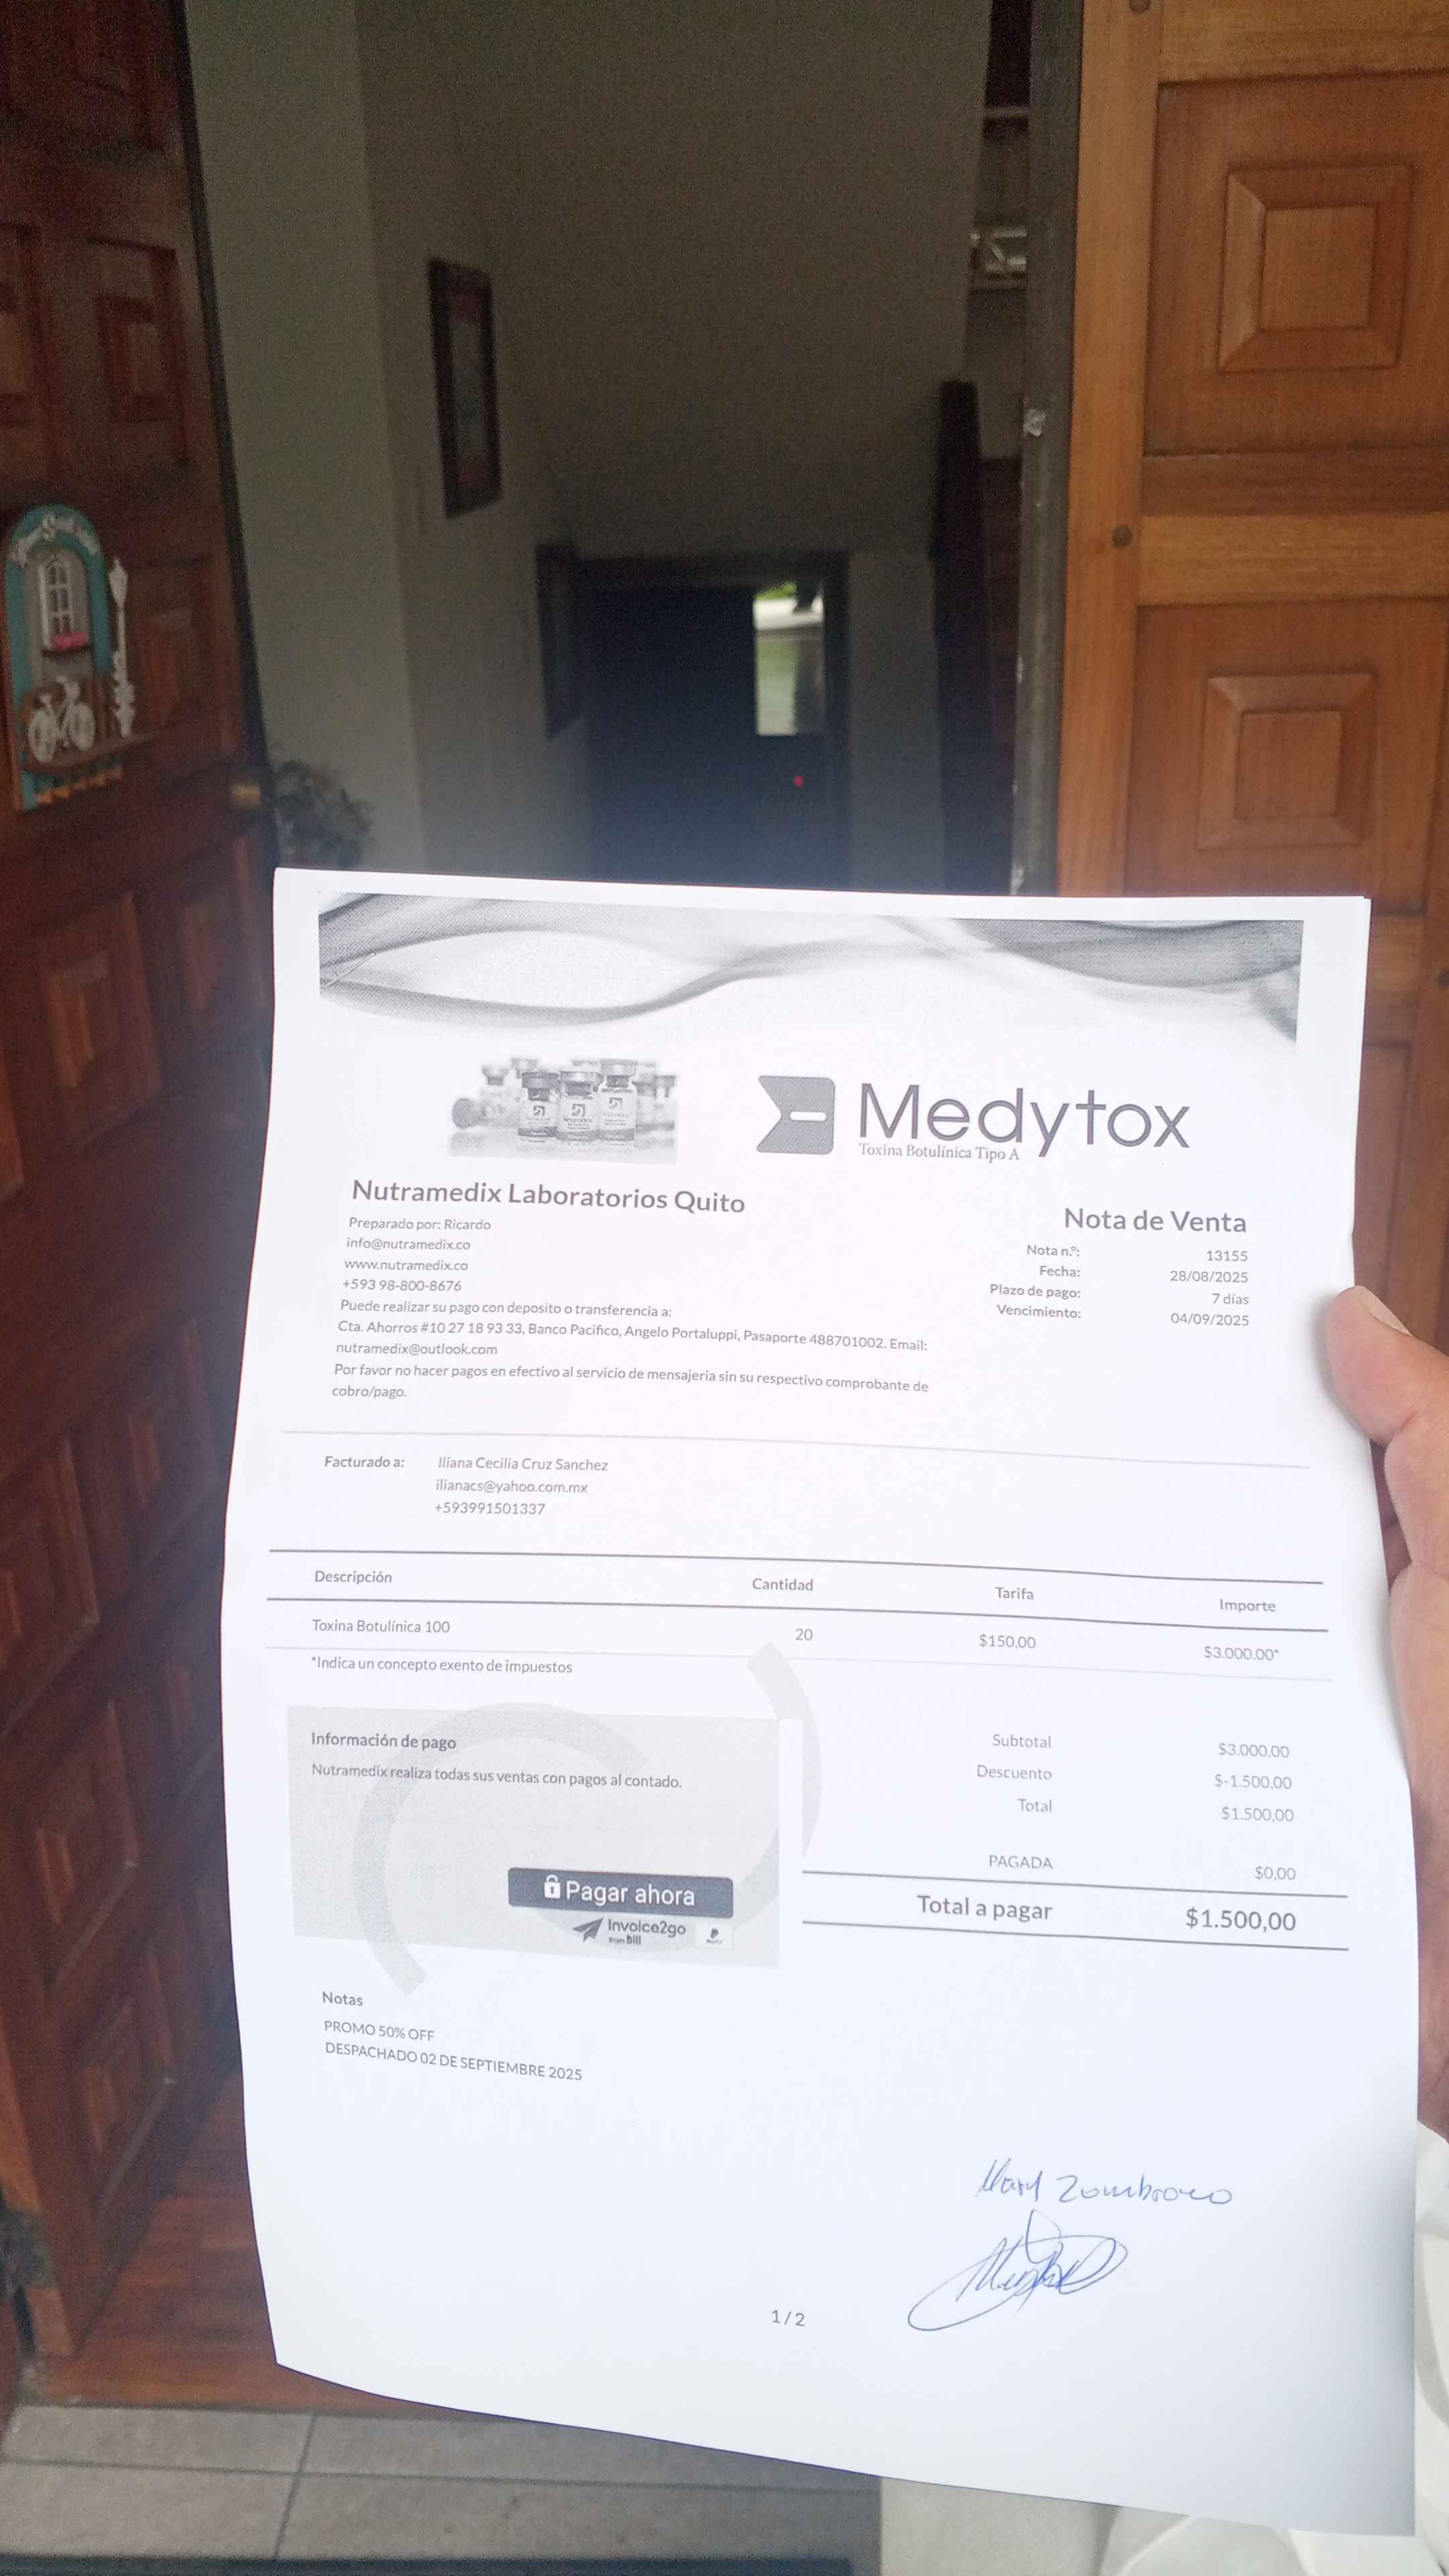 Medytox
Toxina Botulínica Tipo A
Nutramedix Laboratorios Quito
Preparado por: Ricardo
info@nutramedix.co
www.nutramedix.co
+593 98-800-8676
Puede realizar su pago con deposito o transferencia a:
Cta. Ahorros #10 27 18 93 33, Banco Pacifico, Angelo Portaluppi, Pasaporte 488701002. Email:
nutramedix@outlook.com
Por favor no hacer pagos en efectivo al servicio de mensajeria sin su respectivo comprobante de
cobro/pago.
Nota de Venta
Nota n.º: 13155
Fecha: 28/08/2025
Plazo de pago: 7 días
Vencimiento: 04/09/2025
Facturado a: Iliana Cecilia Cruz Sanchez
ilianacs@yahoo.com.mx
+593991501337
Descripción Cantidad Tarifa Importe
Toxina Botulínica 100 20 $150,00 $3.000,00*
*Indica un concepto exento de impuestos
Información de pago
Nutramedix realiza todas sus ventas con pagos al contado.
Pagar ahora
Invoice2go
from Bill
PayPal
Subtotal $3.000,00
Descuento $-1.500,00
Total $1.500,00
PAGADA $0,00
Total a pagar $1.500,00
Notas
PROMO 50% OFF
DESPACHADO 02 DE SEPTIEMBRE 2025
Zombrono
1 / 2